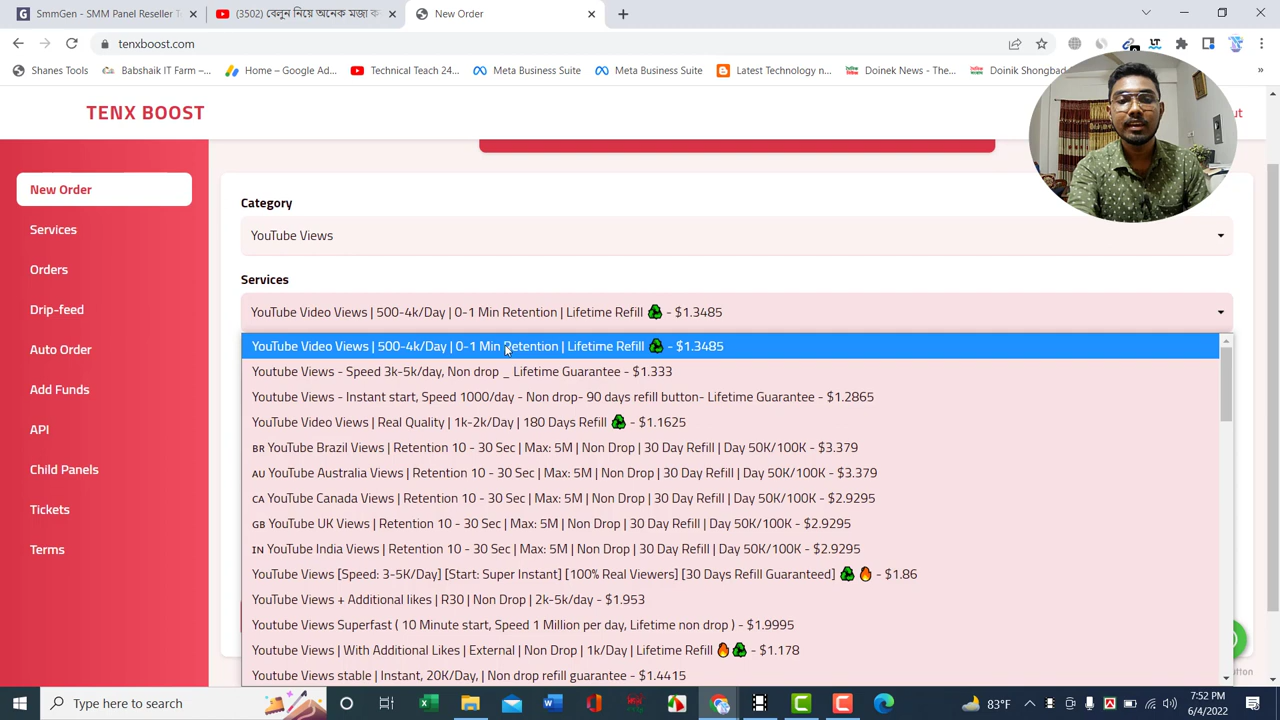 SmmGen - SMM Panel Reseller T
(3502) বেলুন নিয়ে অনেক মজা ক
New Order
tenxboost.com
Shanes Tools
Babshaik IT Farm –...
Home – Google Ad...
Technical Teach 24...
Meta Business Suite
Meta Business Suite
Latest Technology n...
Doinek News - The...
Doinik Shongbad
»
TENX BOOST
ut
New Order
Services
Orders
Drip-feed
Auto Order
Add Funds
API
Child Panels
Tickets
Terms
Category
YouTube Views
Services
YouTube Video Views | 500-4k/Day | 0-1 Min Retention | Lifetime Refill ♻ - $1.3485
YouTube Video Views | 500-4k/Day | 0-1 Min Retention | Lifetime Refill ♻ - $1.3485
Youtube Views - Speed 3k-5k/day, Non drop _ Lifetime Guarantee - $1.333
Youtube Views - Instant start, Speed 1000/day - Non drop- 90 days refill button- Lifetime Guarantee - $1.2865
YouTube Video Views | Real Quality | 1k-2k/Day | 180 Days Refill ♻ - $1.1625
BR YouTube Brazil Views | Retention 10 - 30 Sec | Max: 5M | Non Drop | 30 Day Refill | Day 50K/100K - $3.379
AU YouTube Australia Views | Retention 10 - 30 Sec | Max: 5M | Non Drop | 30 Day Refill | Day 50K/100K - $3.379
CA YouTube Canada Views | Retention 10 - 30 Sec | Max: 5M | Non Drop | 30 Day Refill | Day 50K/100K - $2.9295
GB YouTube UK Views | Retention 10 - 30 Sec | Max: 5M | Non Drop | 30 Day Refill | Day 50K/100K - $2.9295
IN YouTube India Views | Retention 10 - 30 Sec | Max: 5M | Non Drop | 30 Day Refill | Day 50K/100K - $2.9295
YouTube Views [Speed: 3-5K/Day] [Start: Super Instant] [100% Real Viewers] [30 Days Refill Guaranteed] ♻🔥 - $1.86
YouTube Views + Additional likes | R30 | Non Drop | 2k-5k/day - $1.953
Youtube Views Superfast ( 10 Minute start, Speed 1 Million per day, Lifetime non drop ) - $1.9995
Youtube Views | With Additional Likes | External | Non Drop | 1k/Day | Lifetime Refill 🔥♻ - $1.178
Youtube Views stable | Instant, 20K/Day, | Non drop refill guarantee - $1.4415
utton
Type here to search
83°F
7:52 PM
6/4/2022